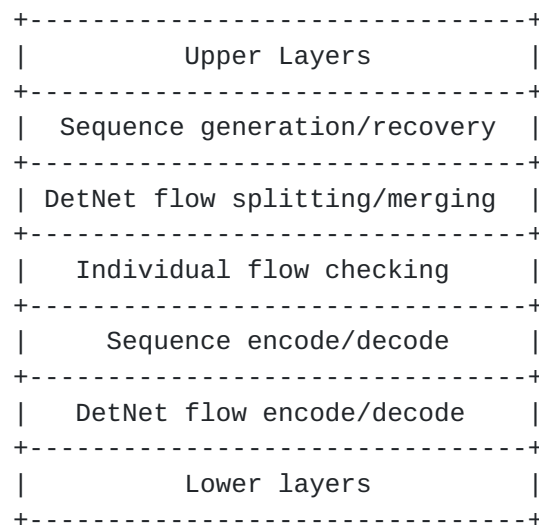 +---------------------------------+
|          Upper Layers          |
+---------------------------------+
|  Sequence generation/recovery  |
+---------------------------------+
| DetNet flow splitting/merging  |
+---------------------------------+
|   Individual flow checking     |
+---------------------------------+
|     Sequence encode/decode     |
+---------------------------------+
|   DetNet flow encode/decode    |
+---------------------------------+
|          Lower layers          |
+---------------------------------+